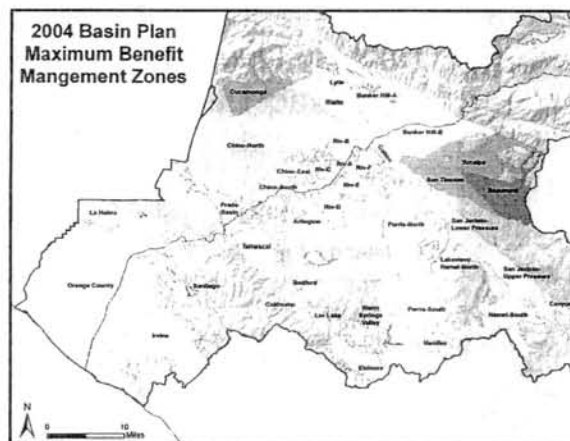 2004 Basin Plan
Maximum Benefit
Mangement Zones
Cucamonga
Lytle
Rialto
Bunker Hill-A
Bunker Hill-B
Chino-North
Riv-B
Chino-East
Riv-C
Riv-A
Riv-F
Chino-South
Riv-E
Riv-D
Yucaipa
San Timoteo
Beaumont
La Habra
Prado
Basin
Arlington
Perris-North
San Jacinto-
Lower Pressure
Temescal
Lakeview
Hemet-North
San Jacinto-
Upper Pressure
Canyon
Orange County
Santiago
Bedford
Coldwater
Lee Lake
Warm
Springs
Valley
Perris-South
Hemet-South
Irvine
Menifee
Elsinore
N
0
10
Miles